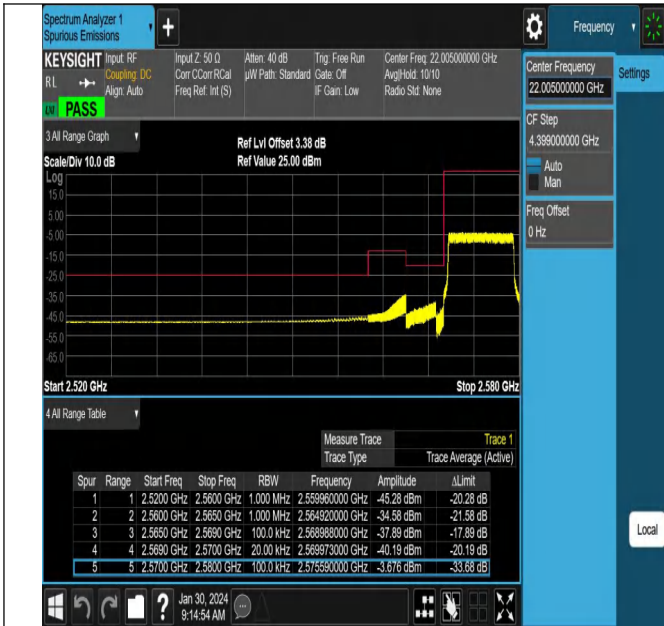 Spectrum Analyzer 1
Spurious Emissions
Frequency
KEYSIGHT Input: RF Input Z: 50 Ω Atten: 40 dB Trig: Free Run Center Freq: 22.005000000 GHz
RL Coupling: DC Corr CCorr RCal µW Path: Standard Gate: Off Avg|Hold: 10/10
Align: Auto Freq Ref: Int (S) IF Gain: Low Radio Std: None
PASS
Center Frequency
22.005000000 GHz
Settings
CF Step
4.399000000 GHz
Auto
Man
Freq Offset
0 Hz
3 All Range Graph
Ref Lvl Offset 3.38 dB
Scale/Div 10.0 dB Ref Value 25.00 dBm
Log
15.0
5.00
-5.00
-15.0
-25.0
-35.0
-45.0
-55.0
-65.0
Start 2.520 GHz Stop 2.580 GHz
4 All Range Table
Measure Trace Trace 1
Trace Type Trace Average (Active)
Spur Range Start Freq Stop Freq RBW Frequency Amplitude ΔLimit
1 1 2.5200 GHz 2.5600 GHz 1.000 MHz 2.559960000 GHz -45.28 dBm -20.28 dB
2 2 2.5600 GHz 2.5650 GHz 1.000 MHz 2.564920000 GHz -34.58 dBm -21.58 dB
3 3 2.5650 GHz 2.5690 GHz 100.0 kHz 2.568988000 GHz -37.89 dBm -17.89 dB
4 4 2.5690 GHz 2.5700 GHz 20.00 kHz 2.569973000 GHz -40.19 dBm -20.19 dB
5 5 2.5700 GHz 2.5800 GHz 100.0 kHz 2.575590000 GHz -3.676 dBm -33.68 dB
Local
?
Jan 30, 2024
9:14:54 AM